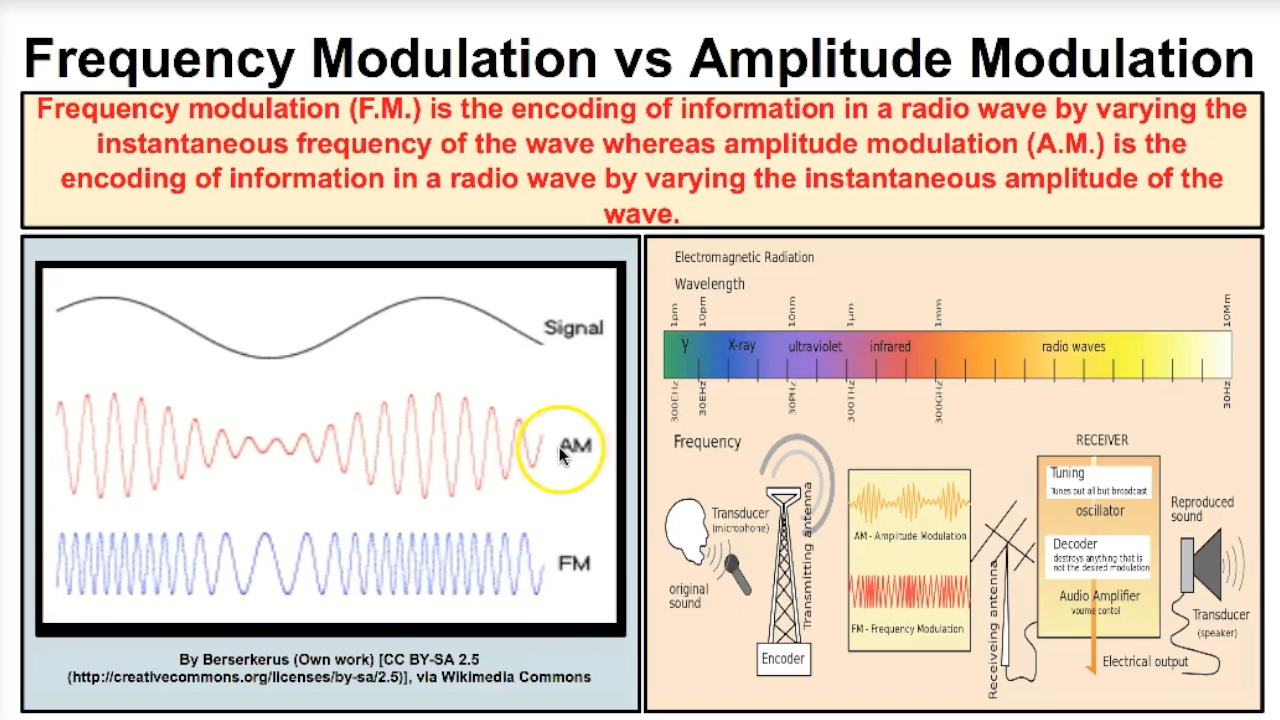 Frequency Modulation vs Amplitude Modulation
Frequency modulation (F.M.) is the encoding of information in a radio wave by varying the
instantaneous frequency of the wave whereas amplitude modulation (A.M.) is the
encoding of information in a radio wave by varying the instantaneous amplitude of the
wave.
Signal
AM
FM
By Berserkerus (Own work) [CC BY-SA 2.5
(http://creativecommons.org/licenses/by-sa/2.5)], via Wikimedia Commons
Electromagnetic Radiation
Wavelength
1pm
10pm
10nm
1μm
1mm
10Mm
γ
X-ray
ultraviolet
infrared
radio waves
300EHz
30EHz
30PHz
300THz
300GHz
30Hz
Frequency
original
sound
Transducer
(microphone)
Transmitting antenna
Encoder
AM - Amplitude Modulation
FM - Frequency Modulation
Receiveing antenna
RECEIVER
Tuning
Tunes out all but broadcast
oscillator
Decoder
destroys anything that is
not the desired modulation
Audio Amplifier
voume contol
Electrical output
Reproduced
sound
Transducer
(speaker)